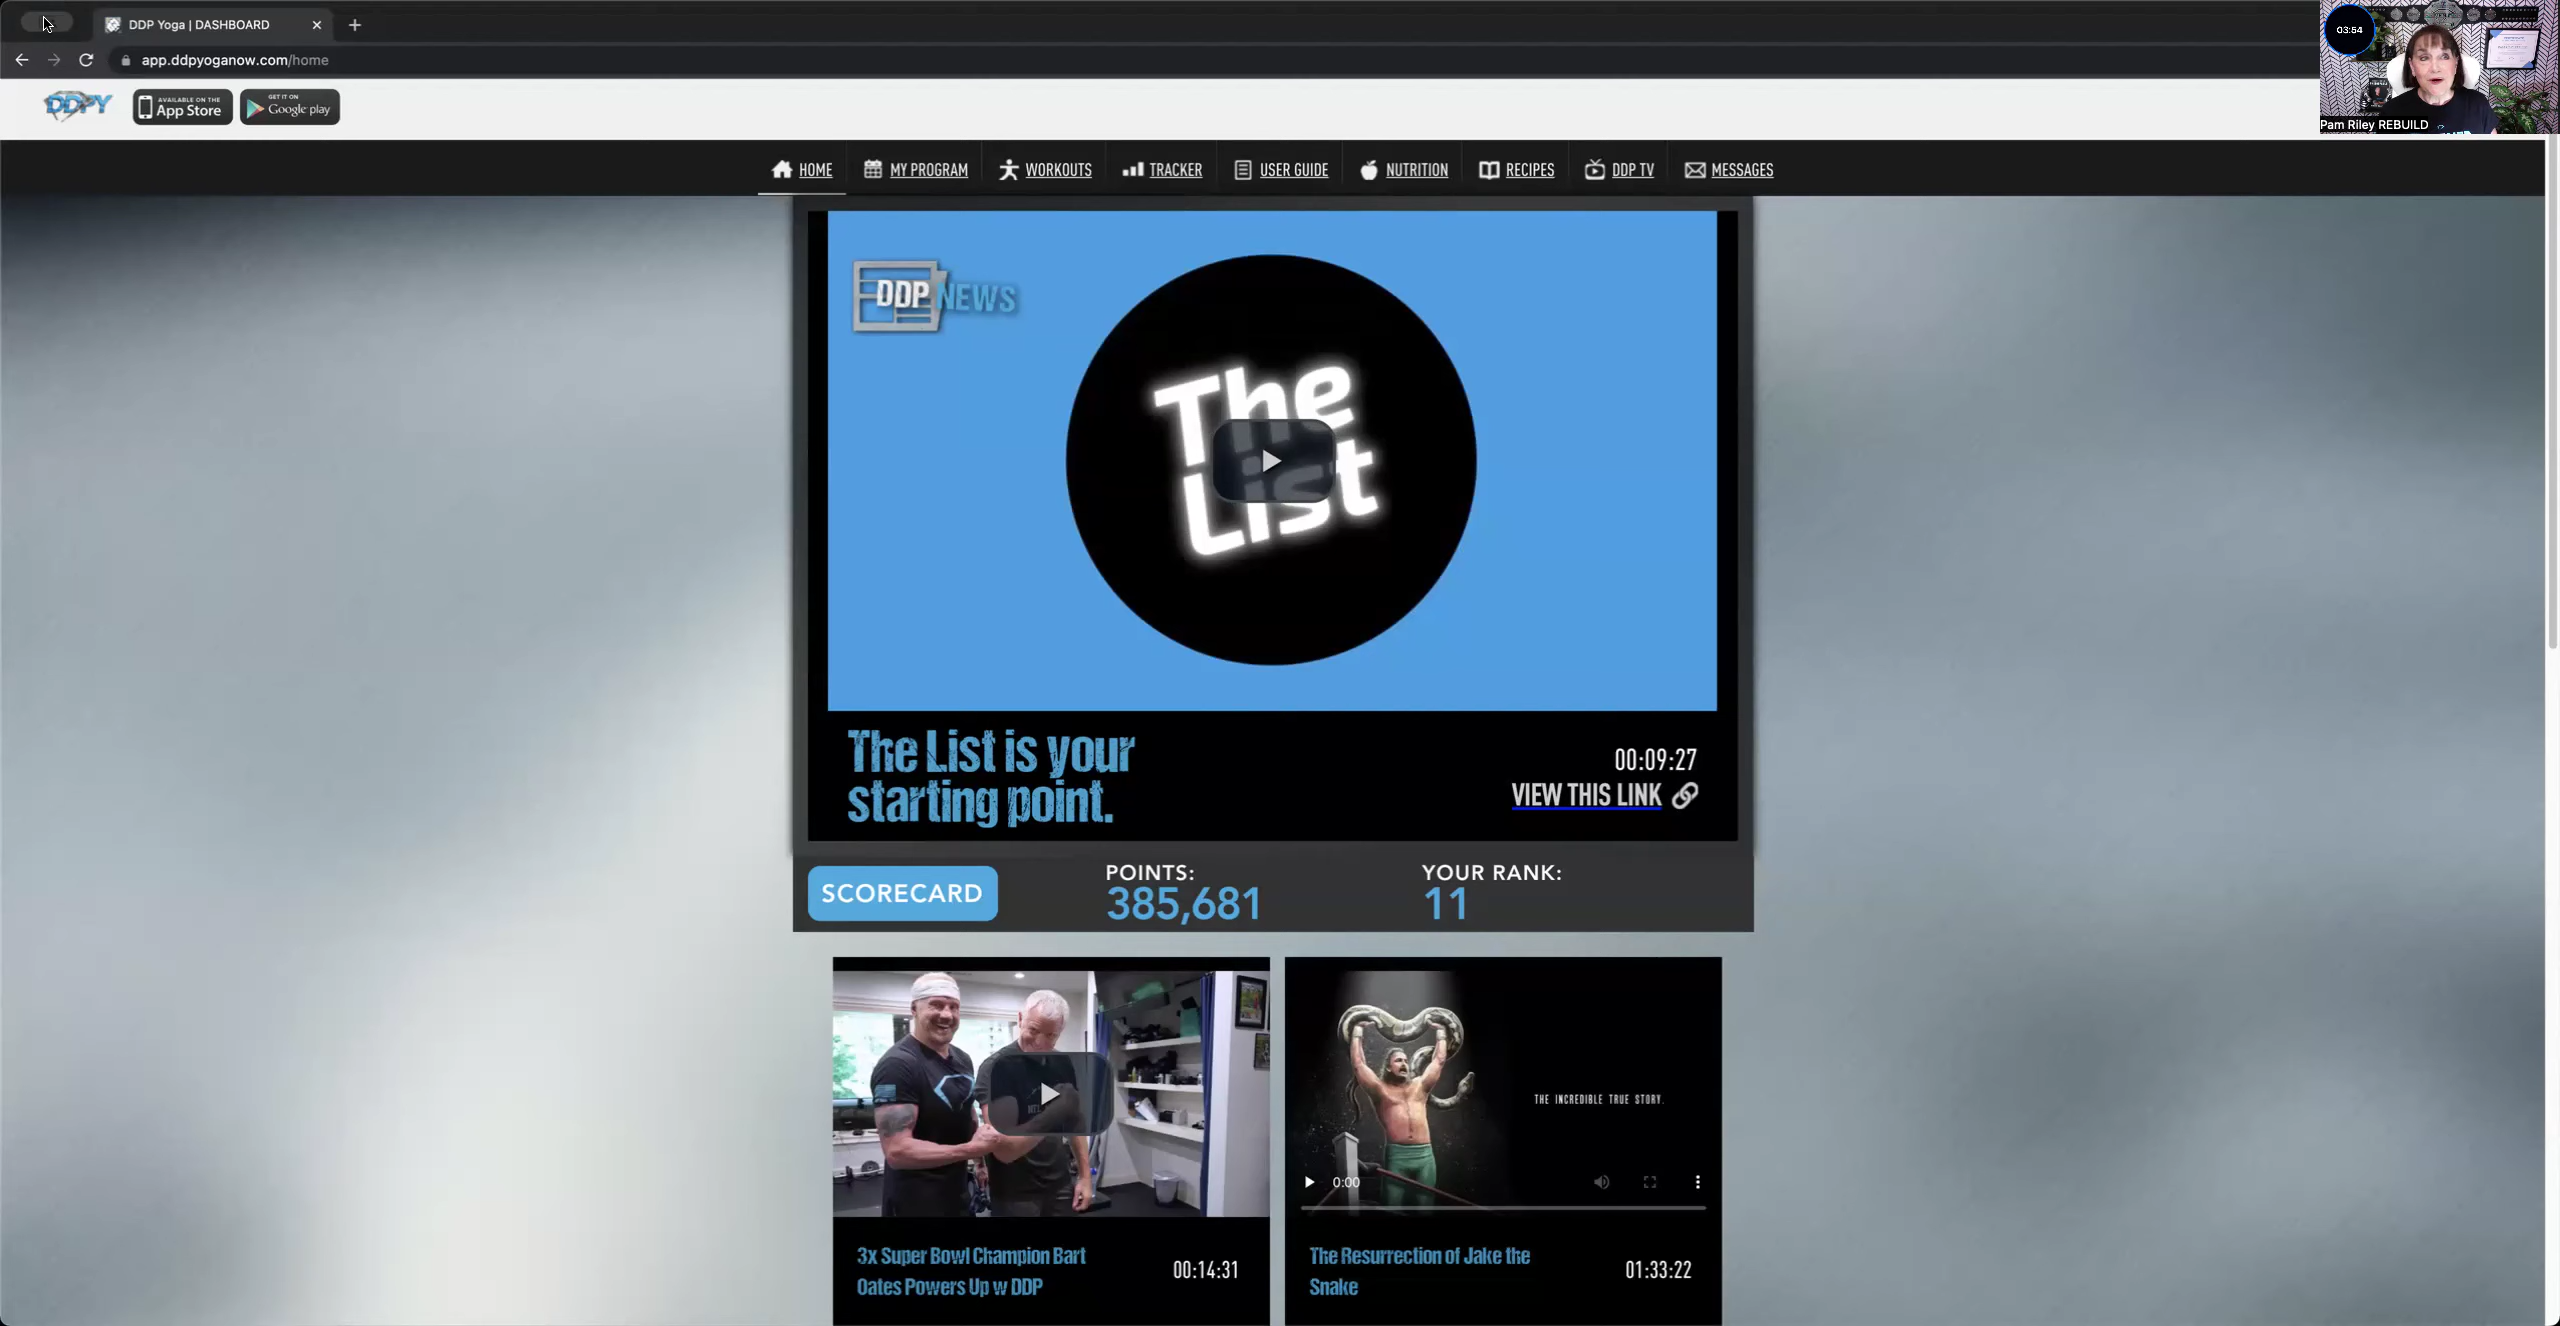 DDP Yoga | DASHBOARD
app.ddpyoganow.com/home
03:54
Pam Riley REBUILD
DDPY
AVAILABLE ON THE
App Store
GET IT ON
Google play
HOME
MY PROGRAM
WORKOUTS
TRACKER
USER GUIDE
NUTRITION
RECIPES
DDP TV
MESSAGES
DDP NEWS
The
List
The List is your
starting point.
00:09:27
VIEW THIS LINK
SCORECARD
POINTS:
385,681
YOUR RANK:
11
THE INCREDIBLE TRUE STORY.
0:00
3x Super Bowl Champion Bart
Oates Powers Up w DDP
00:14:31
The Resurrection of Jake the
Snake
01:33:22